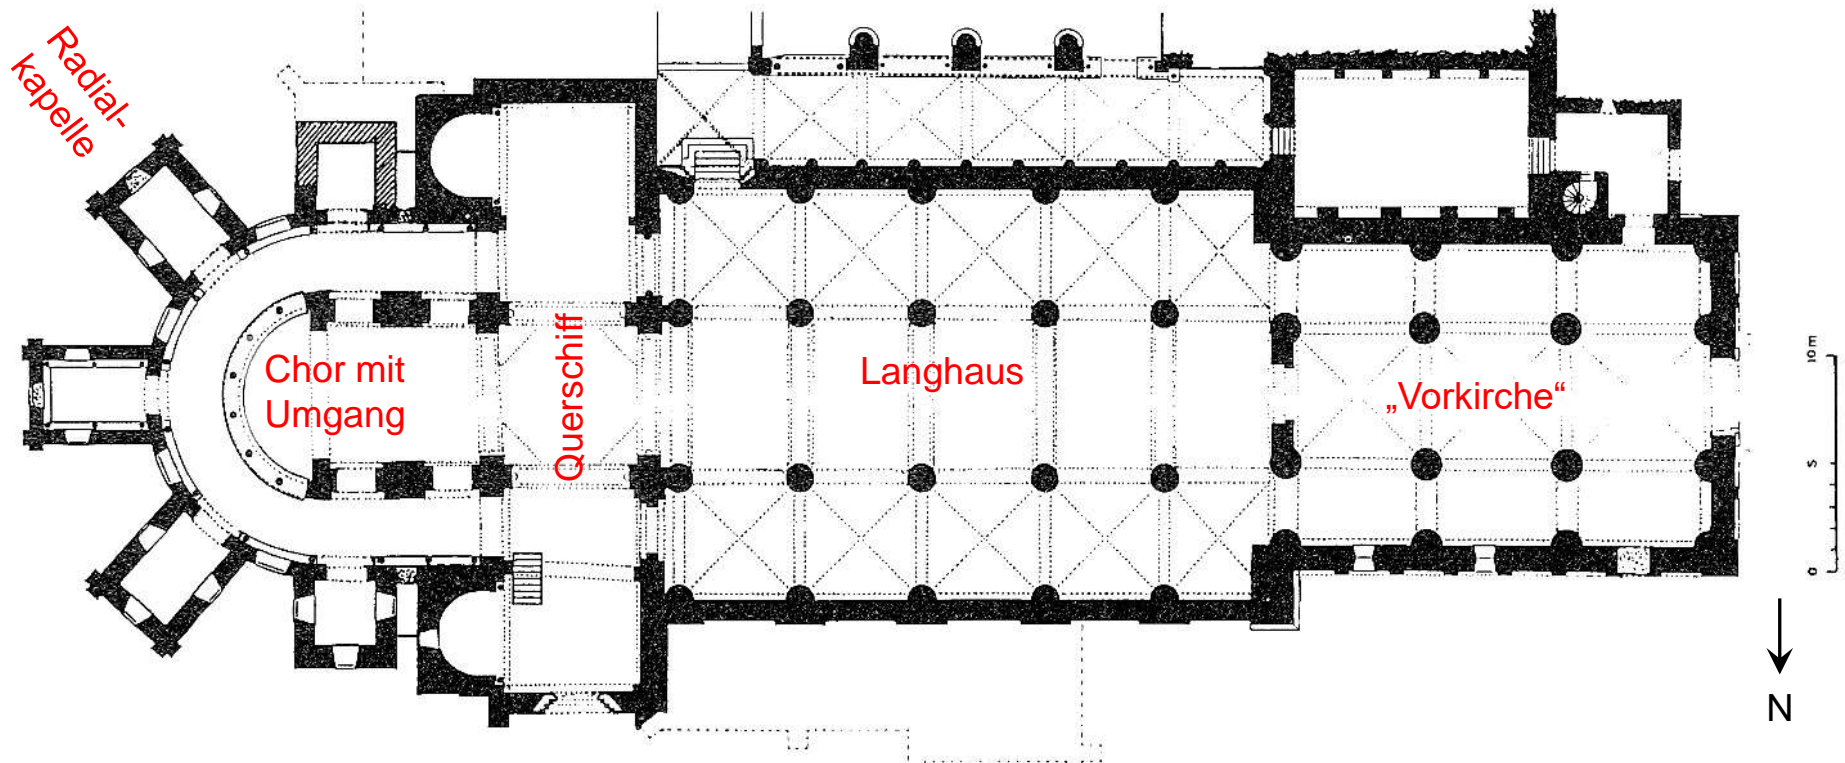 Radial-
kapelle
Chor mit
Umgang
Querschiff
Langhaus
„Vorkirche“
10 m
5
0
N